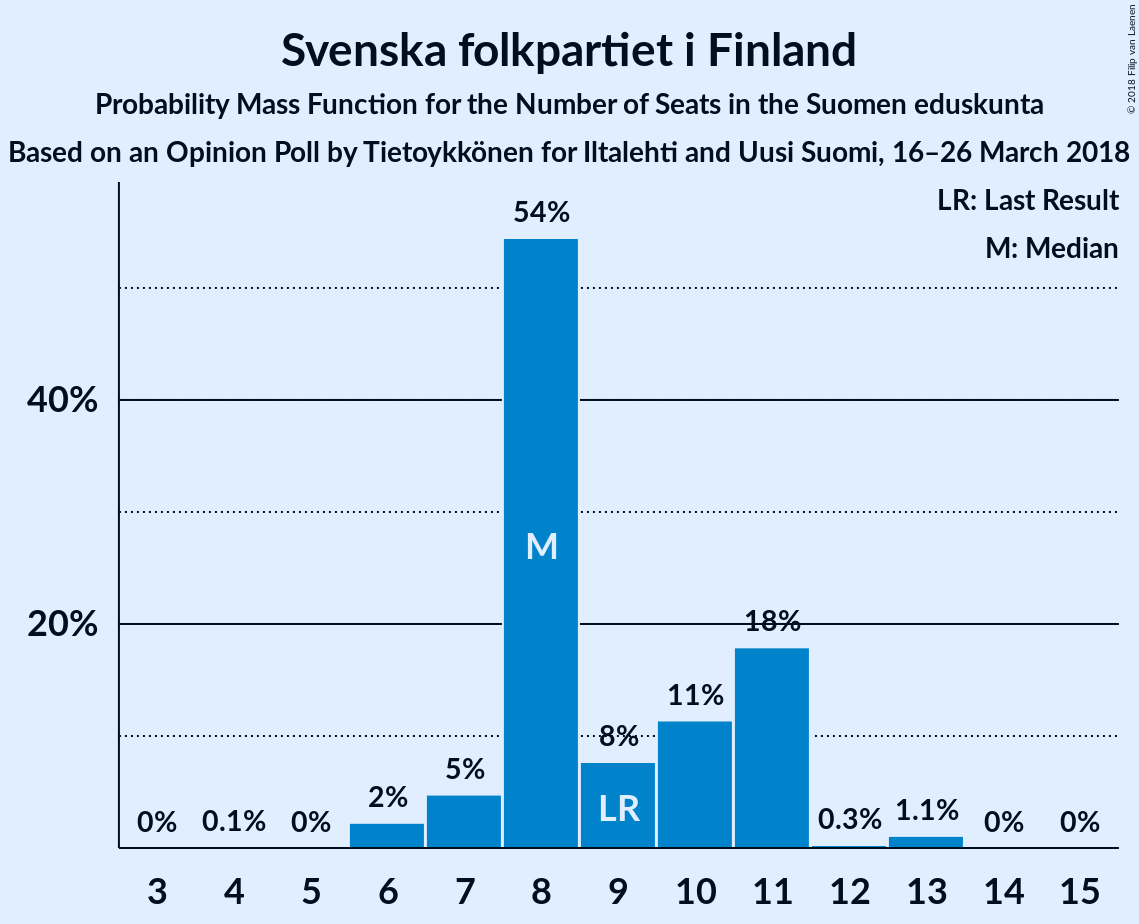 Svenska folkpartiet i Finland
Probability Mass Function for the Number of Seats in the Suomen eduskunta
Based on an Opinion Poll by Tietoykkönen for Iltalehti and Uusi Suomi, 16–26 March 2018
© 2018 Filip van Laenen
LR: Last Result
M: Median
54%
40%
M
20%
18%
11%
8%
5%
2%
LR
0% 0.1% 0% 0.3% 1.1% 0% 0%
3 4 5 6 7 8 9 10 11 12 13 14 15